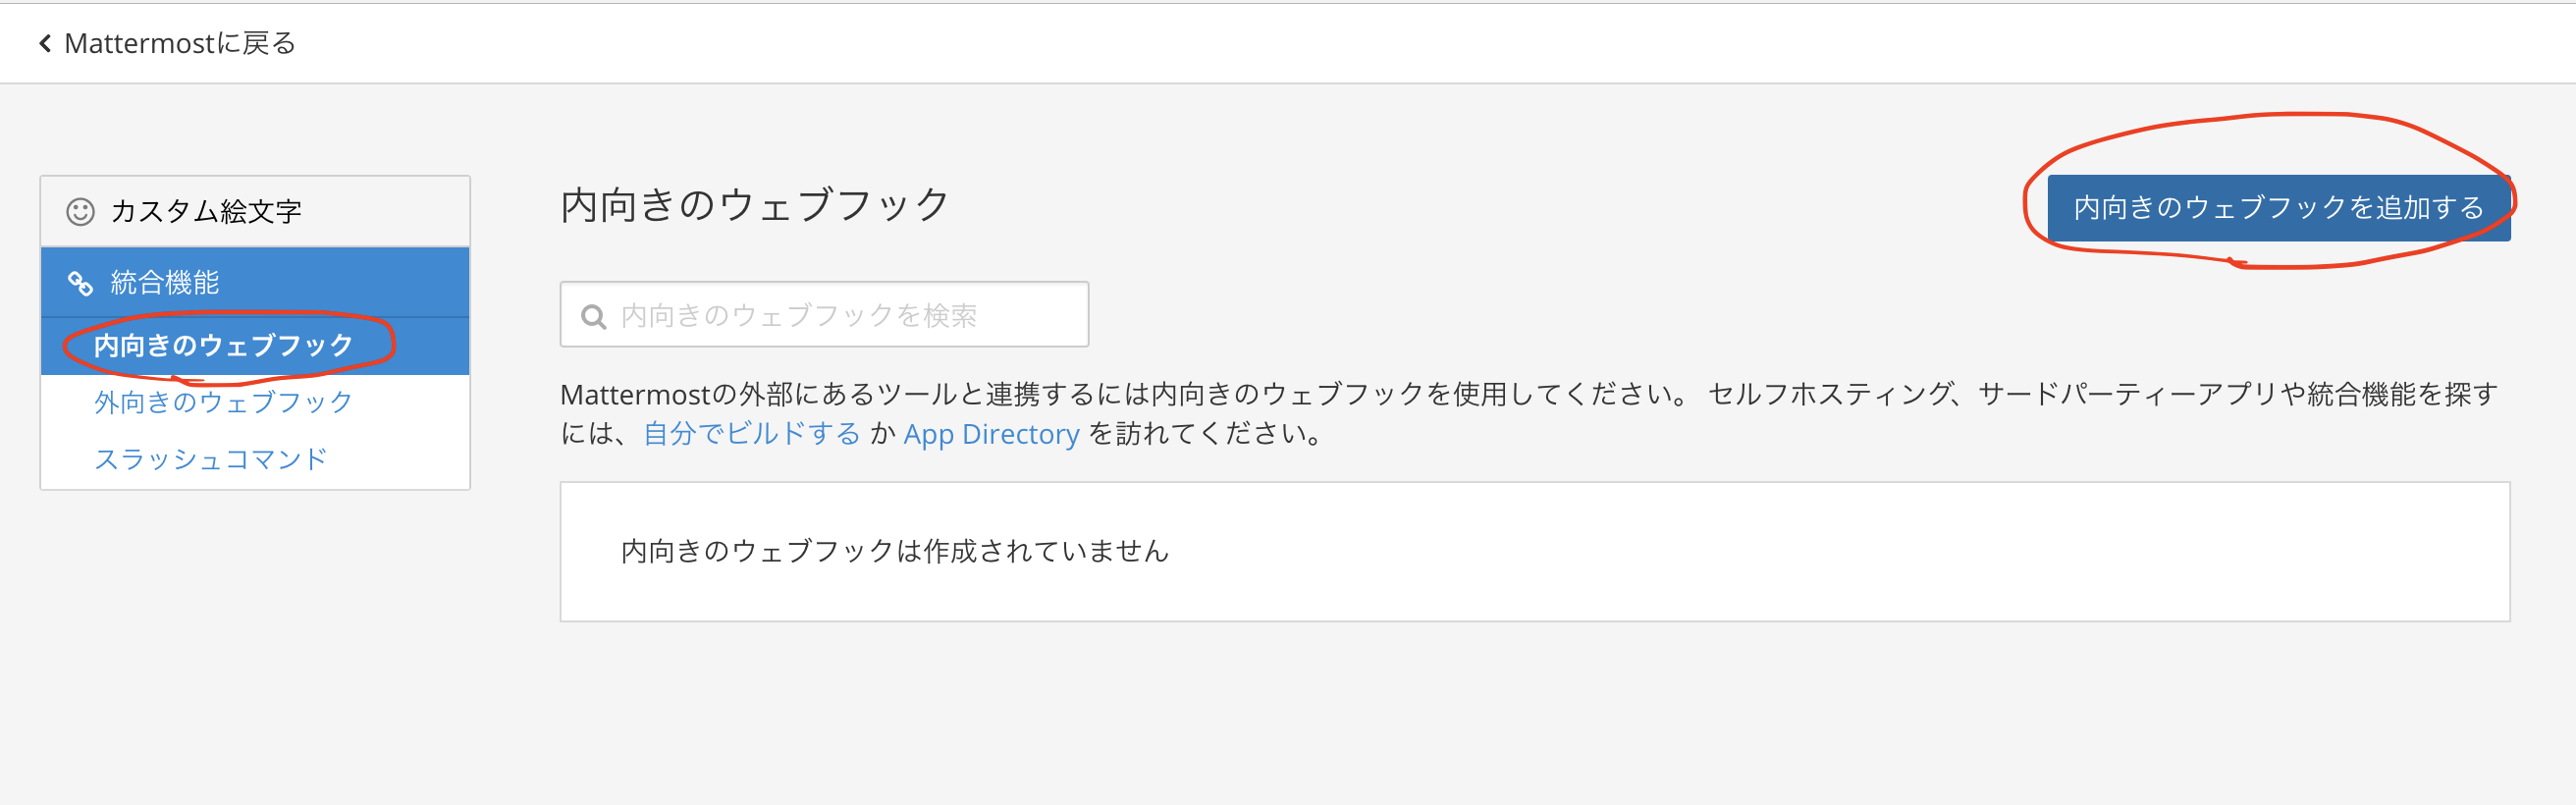 Mattermostに戻る
カスタム絵文字
統合機能
内向きのウェブフック
外向きのウェブフック
スラッシュコマンド
内向きのウェブフック
内向きのウェブフックを追加する
内向きのウェブフックを検索
Mattermostの外部にあるツールと連携するには内向きのウェブフックを使用してください。 セルフホスティング、サードパーティーアプリや統合機能を探す
には、自分でビルドする か App Directory を訪れてください。
内向きのウェブフックは作成されていません